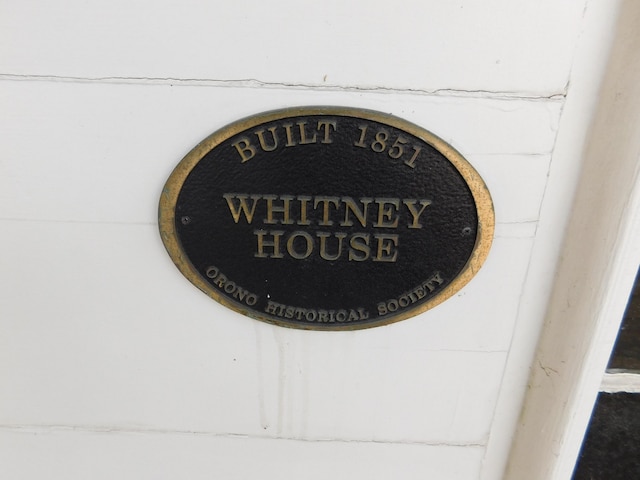 BUILT 1851
WHITNEY
HOUSE
ORONO HISTORICAL SOCIETY